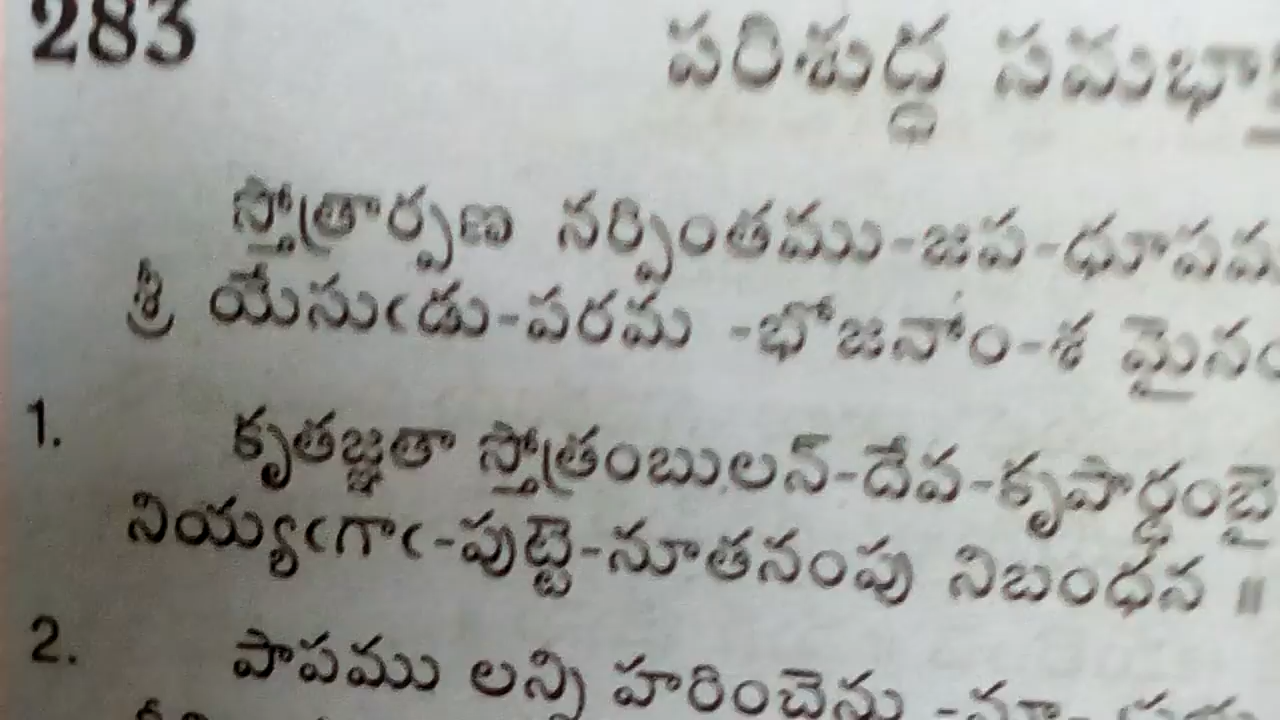 283 పరిశుద్ధ
స్తోత్రార్పణ నర్పింతము-జప-ధూప
శ్రీ యేసుఁడు-పరమ -భోజనాం-శ మైన
1. కృతజ్ఞతా స్తోత్రంబులన్-దేవ-కృపార్థంబై
నియ్యఁగాఁ-పుట్టె-నూతనంపు నిబంధన ॥
2. పాపము లన్ని హరించెను -నూ-